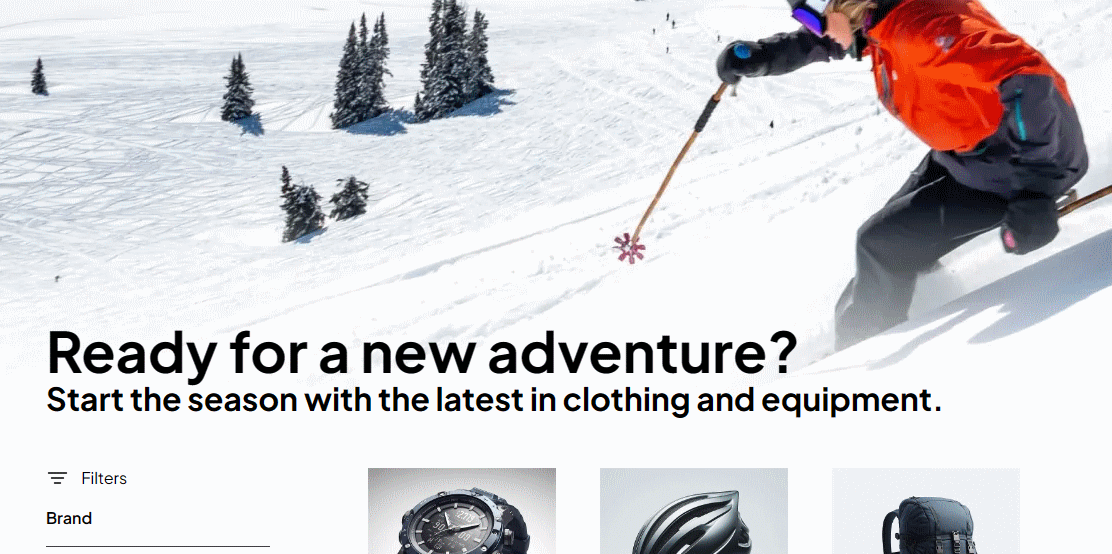 Ready for a new adventure?
Start the season with the latest in clothing and equipment.
Filters
Brand